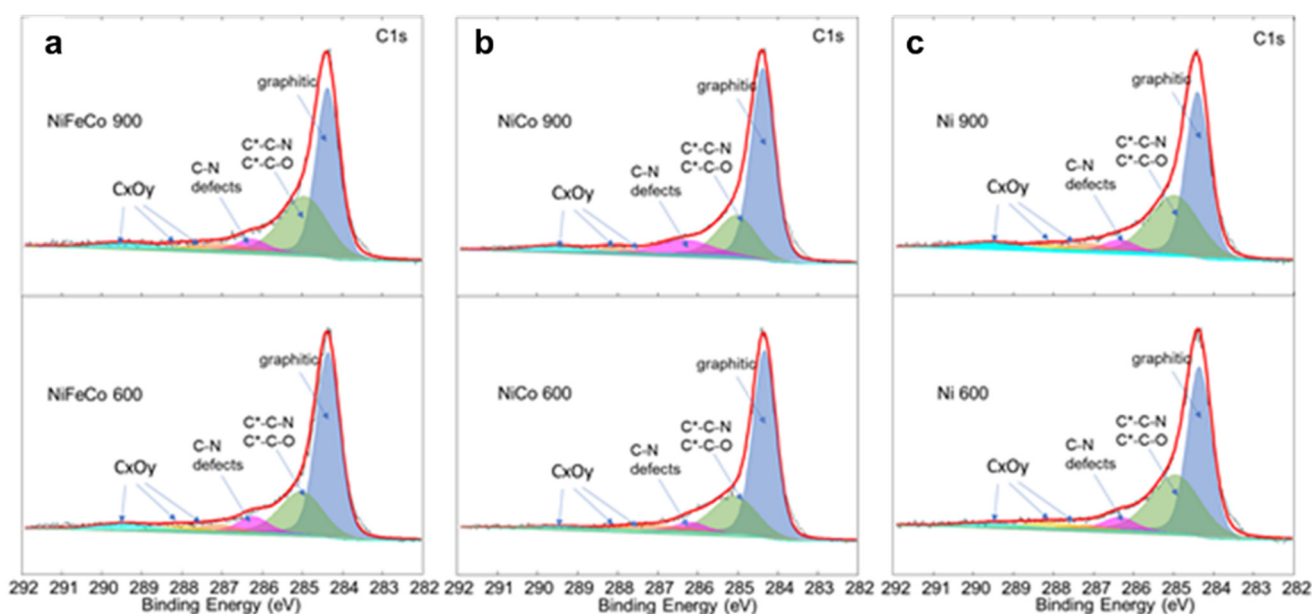 a
C1s
graphitic
NiFeCo 900
C*-C-N
C*-C-O
C-N
defects
CxOy
graphitic
NiFeCo 600
C*-C-N
C*-C-O
C-N
defects
CxOy
292 291 290 289 288 287 286 285 284 283 282
Binding Energy (eV)
b
C1s
graphitic
NiCo 900
C*-C-N
C*-C-O
C-N
defects
CxOy
graphitic
NiCo 600
C*-C-N
C*-C-O
C-N
defects
CxOy
292 291 290 289 288 287 286 285 284 283 282
Binding Energy (eV)
c
C1s
graphitic
Ni 900
C*-C-N
C*-C-O
C-N
defects
CxOy
graphitic
Ni 600
C*-C-N
C*-C-O
C-N
defects
CxOy
292 291 290 289 288 287 286 285 284 283 282
Binding Energy (eV)